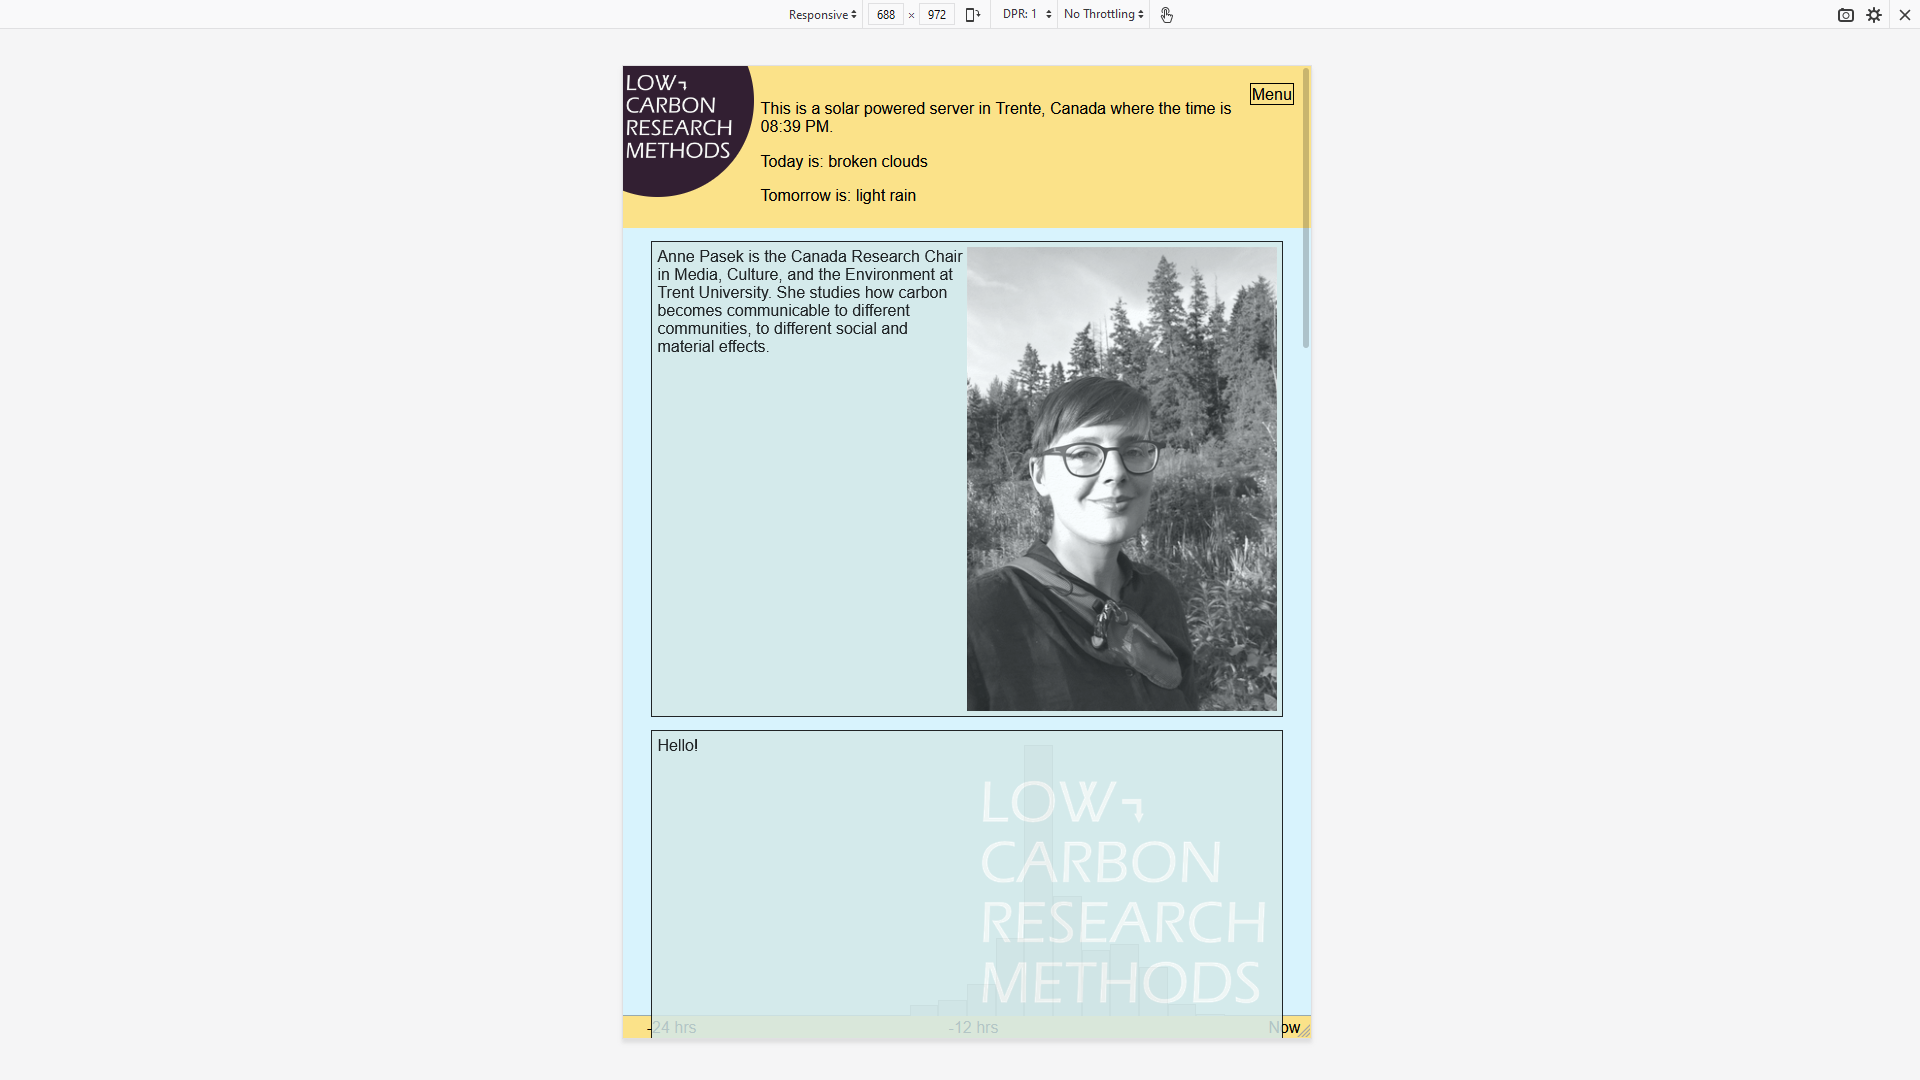 Responsive
688 × 972
DPR: 1
No Throttling
LOW
CARBON
RESEARCH
METHODS
This is a solar powered server in Trente, Canada where the time is
08:39 PM.
Today is: broken clouds
Tomorrow is: light rain
Menu
Anne Pasek is the Canada Research Chair
in Media, Culture, and the Environment at
Trent University. She studies how carbon
becomes communicable to different
communities, to different social and
material effects.
Hello!
LOW
CARBON
RESEARCH
METHODS
-24 hrs
-12 hrs
Now